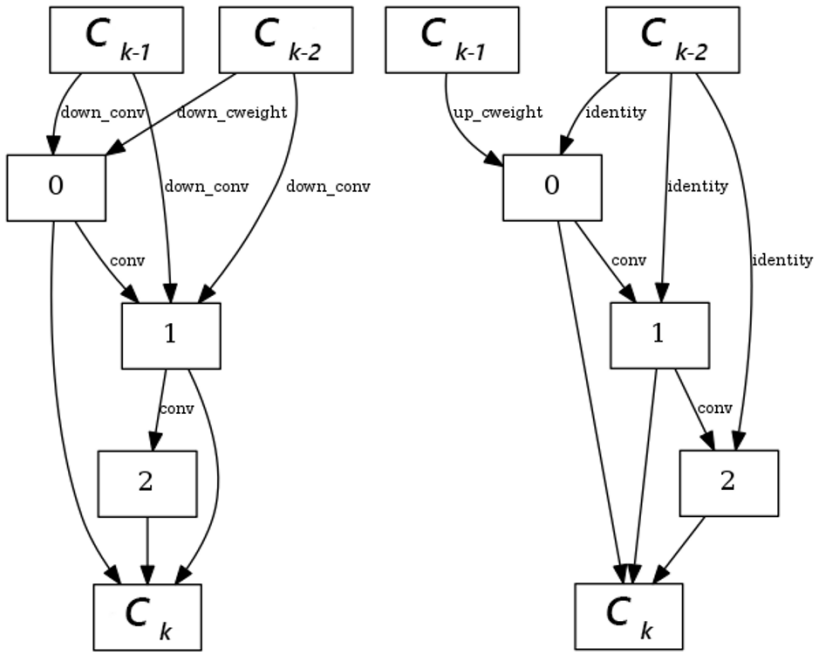 C k-1 C k-2 C k-1 C k-2
down_conv down_cweight up_cweight identity
0 down_conv down_conv 0 identity
conv conv identity
1 1
conv conv
2 2
C k C k